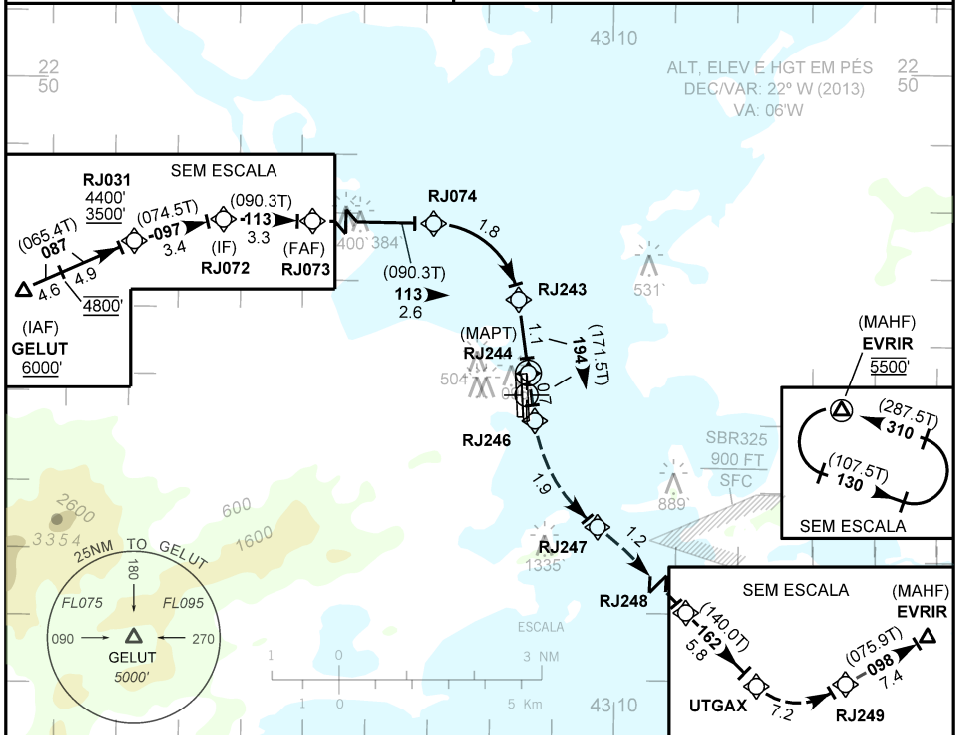 43 10
22
50
ALT, ELEV E HGT EM PÉS
DEC/VAR: 22º W (2013)
VA: 06'W
22
50
SEM ESCALA
RJ031
4400'
3500'
(065.4T)
087
4.6
4.9
4800'
(074.5T)
097
3.4
(090.3T)
113
3.3
(IF)
RJ072
(FAF)
RJ073
(IAF)
GELUT
6000'
400'
384'
RJ074
1.8
(090.3T)
113
2.6
RJ243
531'
1.1
194
(171.5T)
(MAPT)
RJ244
504'
0.7
RJ246
1.9
SBR325
900 FT
SFC
889'
(MAHF)
EVRIR
5500'
(287.5T)
310
(107.5T)
130
SEM ESCALA
2600
3354
600
1600
RJ247
1335'
1.2
RJ248
25NM TO GELUT
180
FL075
FL095
090
270
GELUT
5000'
ESCALA
1 0 3 NM
1 0 5 Km
43 10
SEM ESCALA
(MAHF)
EVRIR
(140.0T)
162
5.8
UTGAX
7.2
RJ249
(075.9T)
098
7.4